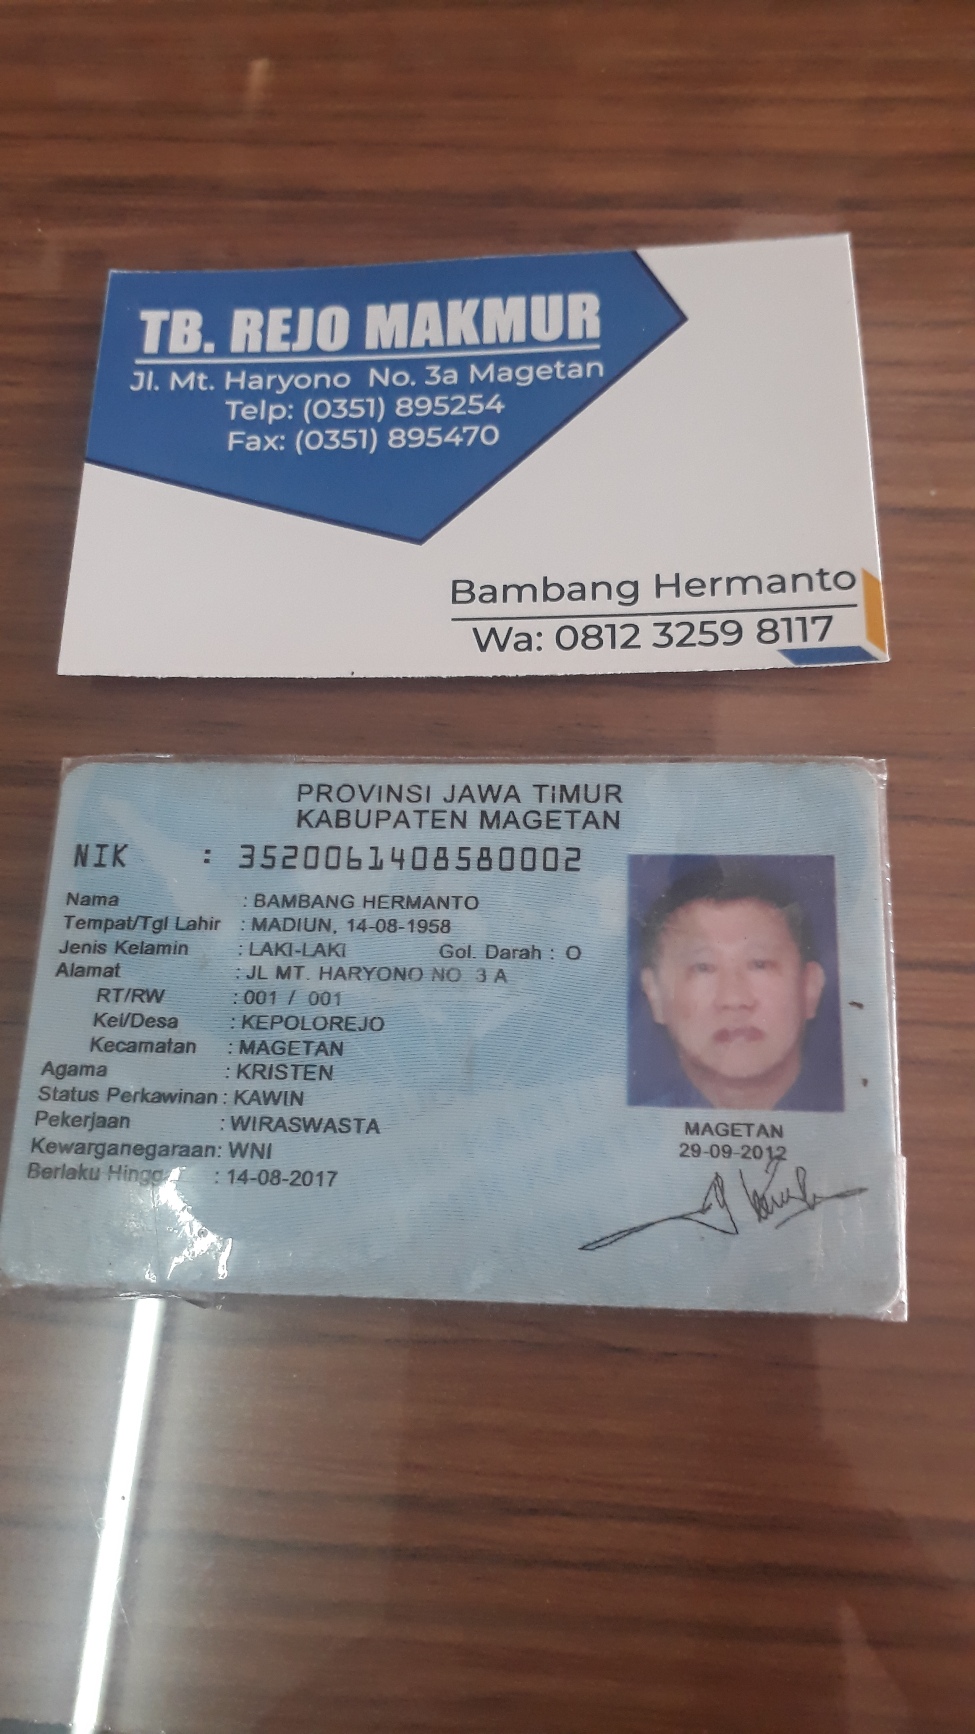 PROVINSI JAWA TIMUR
KABUPATEN MAGETAN
NIK : 3520061408580002
Nama : BAMBANG HERMANTO
Tempat/Tgl Lahir : MADIUN, 14-08-1958
Jenis Kelamin : LAKI-LAKI Gol. Darah : O
Alamat : JL MT. HARYONO NO. 3 A
RT/RW : 001 / 001
Kel/Desa : KEPOLOREJO
Kecamatan : MAGETAN
Agama : KRISTEN
Status Perkawinan : KAWIN
Pekerjaan : WIRASWASTA
Kewarganegaraan: WNI
Berlaku Hingga : 14-08-2017
MAGETAN
29-09-2012
TB. REJO MAKMUR
Jl. Mt. Haryono No. 3a Magetan
Telp: (0351) 895254
Fax: (0351) 895470
Bambang Hermanto
Wa: 0812 3259 8117